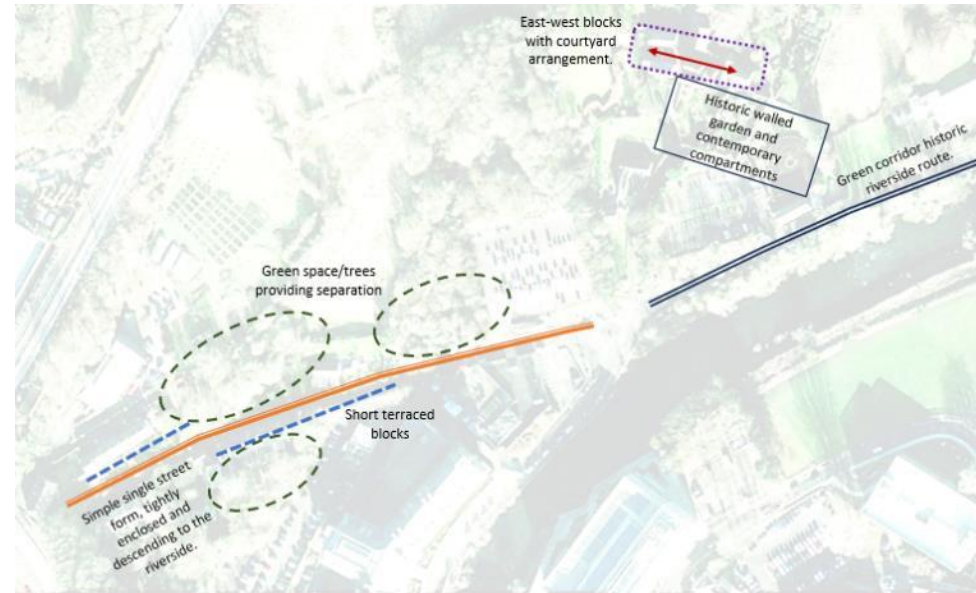 East-west blocks
with courtyard
arrangement.
Historic walled
garden and
contemporary
compartments
Green corridor historic
riverside route.
Green space/trees
providing separation
Short terraced
blocks
Simple single street
form, tightly
enclosed and
descending to the
riverside.